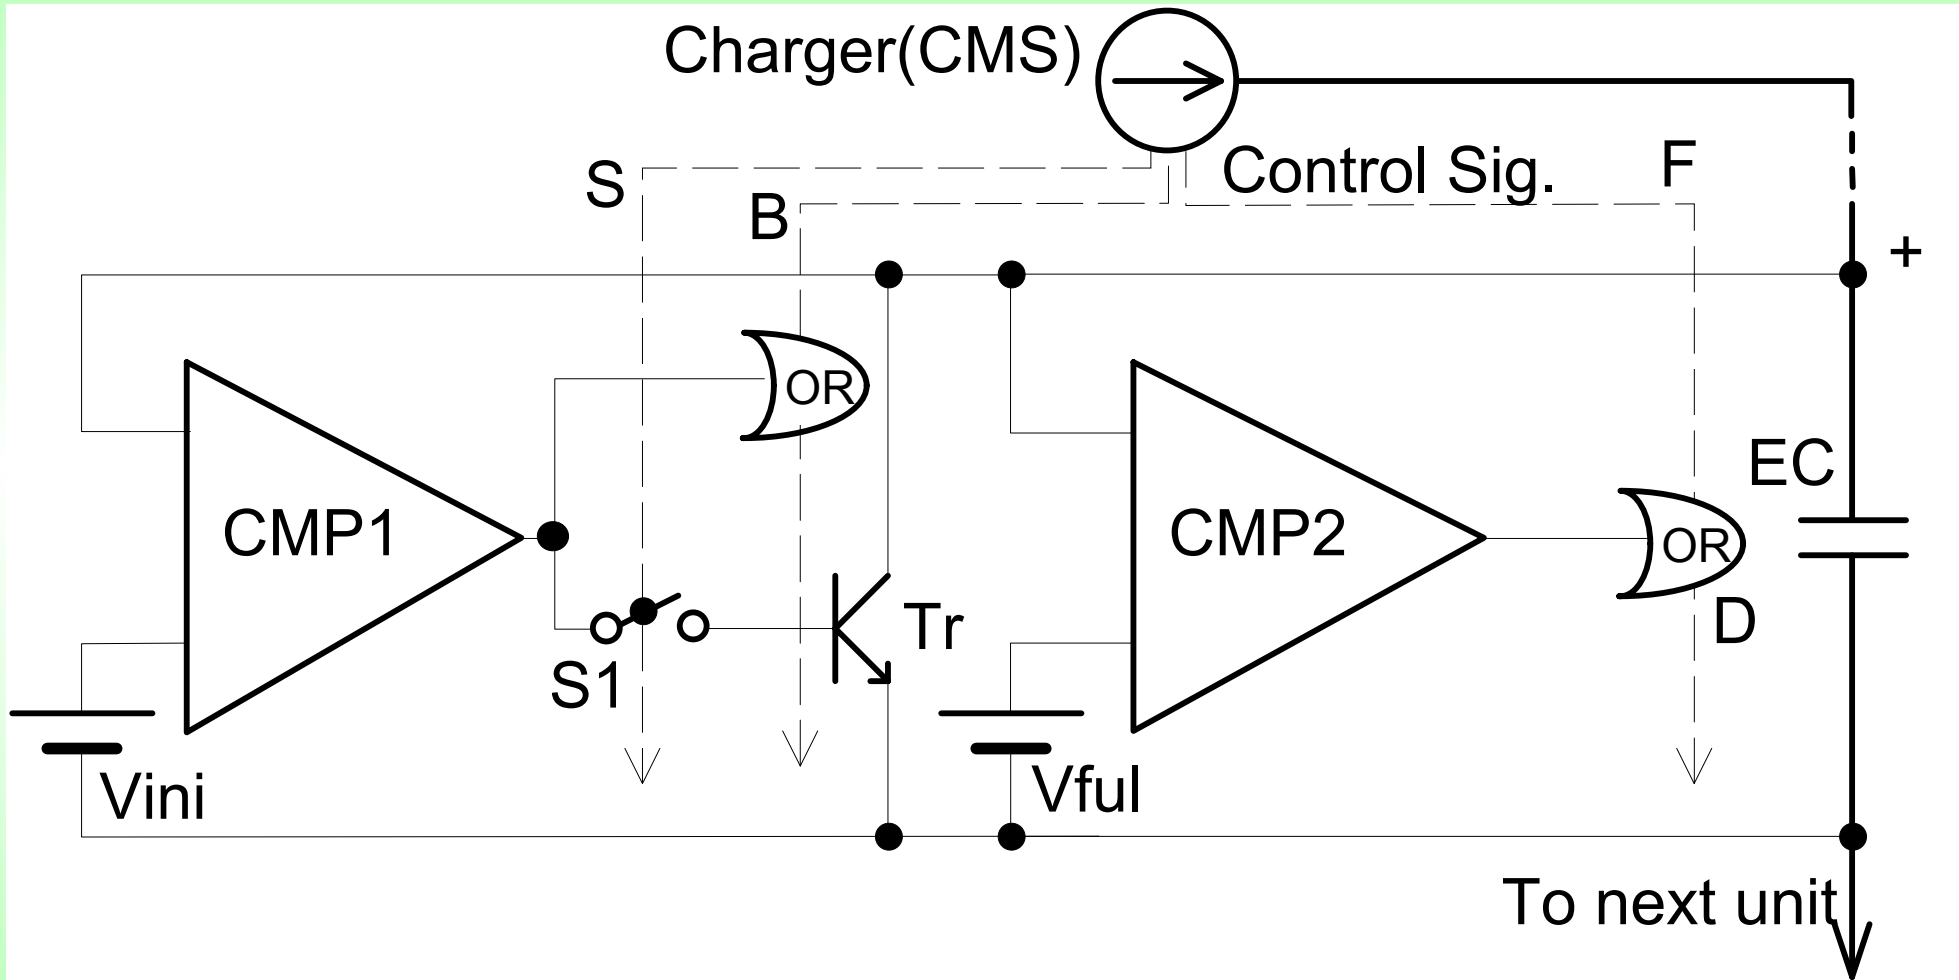 Charger(CMS)
S
B
Control Sig.
F
+
OR
EC
CMP1
CMP2
OR
Tr
D
S1
Vini
Vful
To next unit